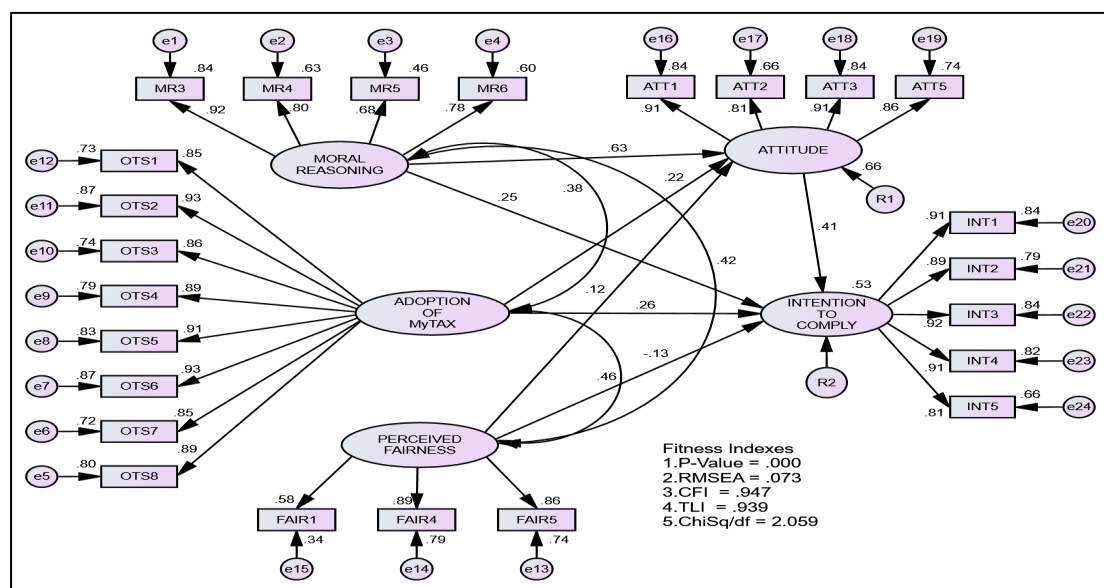 e1 e2 e3 e4
.84 .63 .46 .60
MR3 MR4 MR5 MR6
.92 .80 .68 .78
MORAL
REASONING
e16 e17 e18 e19
.84 .66 .84 .74
ATT1 ATT2 ATT3 ATT5
.91 .81 .91 .86
ATTITUDE
.66
R1
.63
.22
.38
.25
.41
.42
.12
.26
-.13
.46
e12 .73 OTS1 .85
e11 .87 OTS2 .93
e10 .74 OTS3 .86
e9 .79 OTS4 .89
e8 .83 OTS5 .91
e7 .87 OTS6 .93
e6 .72 OTS7 .85
e5 .80 OTS8 .89
ADOPTION
OF
MyTAX
.53
INTENTION
TO
COMPLY
R2
.91 INT1 .84 e20
.89 INT2 .79 e21
.92 INT3 .84 e22
.91 INT4 .82 e23
.81 INT5 .66 e24
PERCEIVED
FAIRNESS
.58 .89 .86
FAIR1 FAIR4 FAIR5
.34 .79 .74
e15 e14 e13
Fitness Indexes
1.P-Value = .000
2.RMSEA = .073
3.CFI = .947
4.TLI = .939
5.ChiSq/df = 2.059